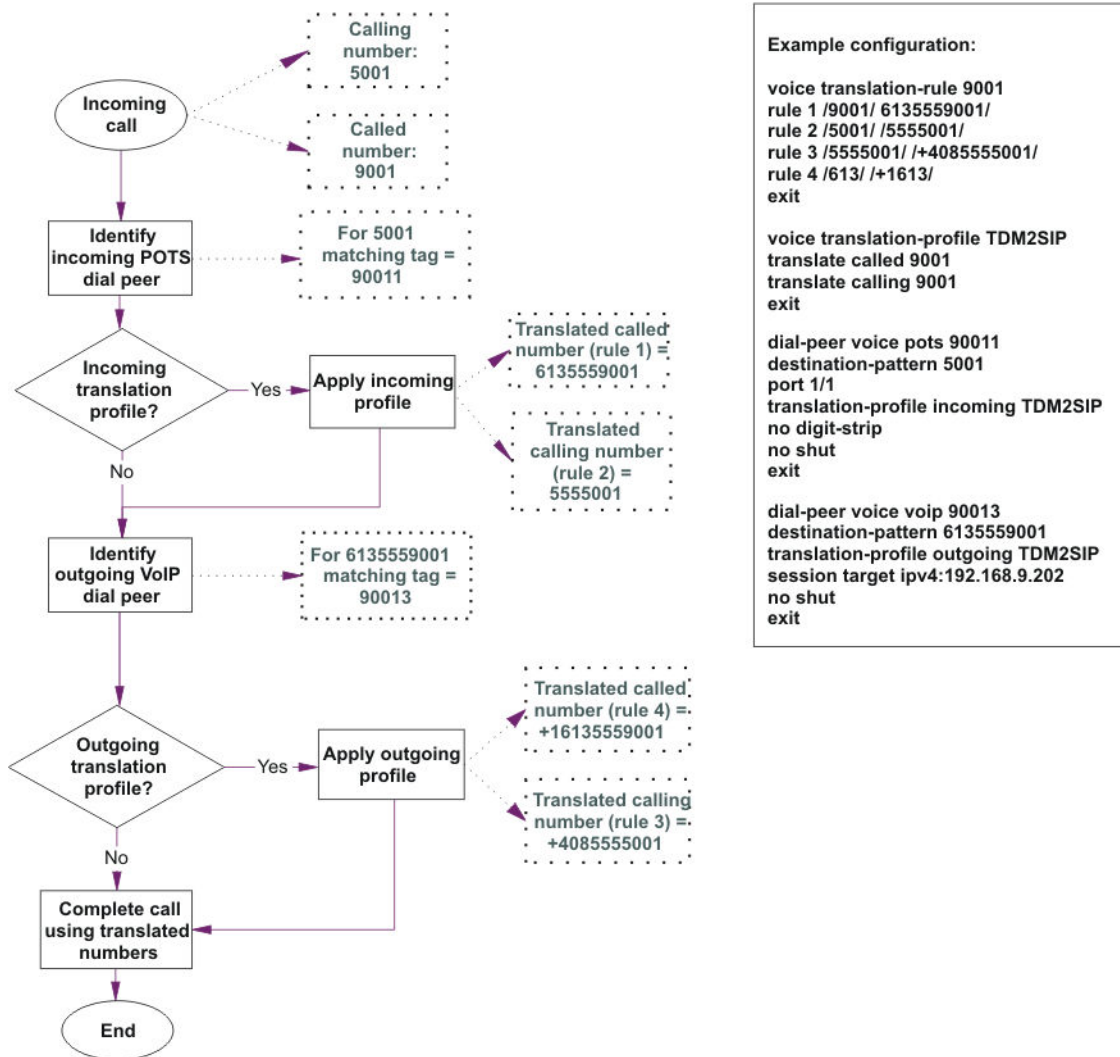 Calling
number:
5001
Incoming
call
Called
number:
9001
Identify
incoming POTS
dial peer
For 5001
matching tag =
90011
Incoming
translation
profile?
Yes
Apply incoming
profile
Translated called
number (rule 1) =
6135559001
Translated
calling number
(rule 2) =
5555001
No
Identify
outgoing VoIP
dial peer
For 6135559001
matching tag =
90013
Outgoing
translation
profile?
Yes
Apply outgoing
profile
Translated called
number (rule 4) =
+16135559001
Translated calling
number (rule 3) =
+4085555001
No
Complete call
using translated
numbers
End
Example configuration:
voice translation-rule 9001
rule 1 /9001/ 6135559001/
rule 2 /5001/ /5555001/
rule 3 /5555001/ /+4085555001/
rule 4 /613/ /+1613/
exit
voice translation-profile TDM2SIP
translate called 9001
translate calling 9001
exit
dial-peer voice pots 90011
destination-pattern 5001
port 1/1
translation-profile incoming TDM2SIP
no digit-strip
no shut
exit
dial-peer voice voip 90013
destination-pattern 6135559001
translation-profile outgoing TDM2SIP
session target ipv4:192.168.9.202
no shut
exit